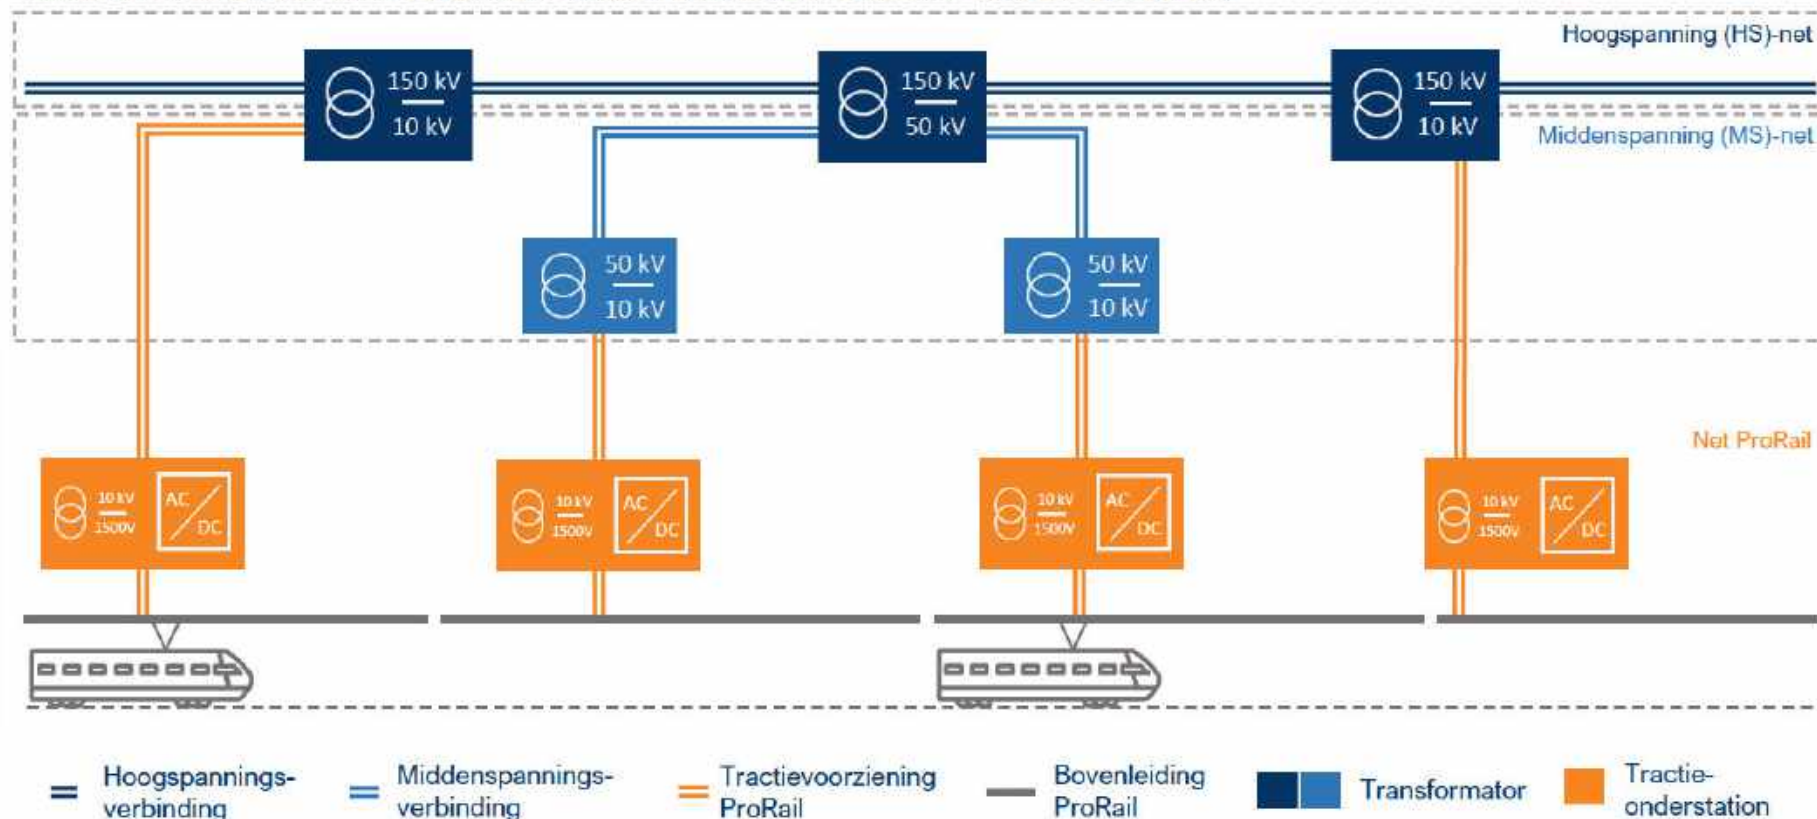 Hoogspanning (HS)-net
150 kV
10 kV
150 kV
50 kV
150 kV
10 kV
Middenspanning (MS)-net
50 kV
10 kV
50 kV
10 kV
Net ProRail
10 kV
1500V
AC
DC
10 kV
1500V
AC
DC
10 kV
1500V
AC
DC
10 kV
1500V
AC
DC
Hoogspannings-
verbinding
Middenspannings-
verbinding
Tractievoorziening
ProRail
Bovenleiding
ProRail
Transformator
Tractie-
onderstation